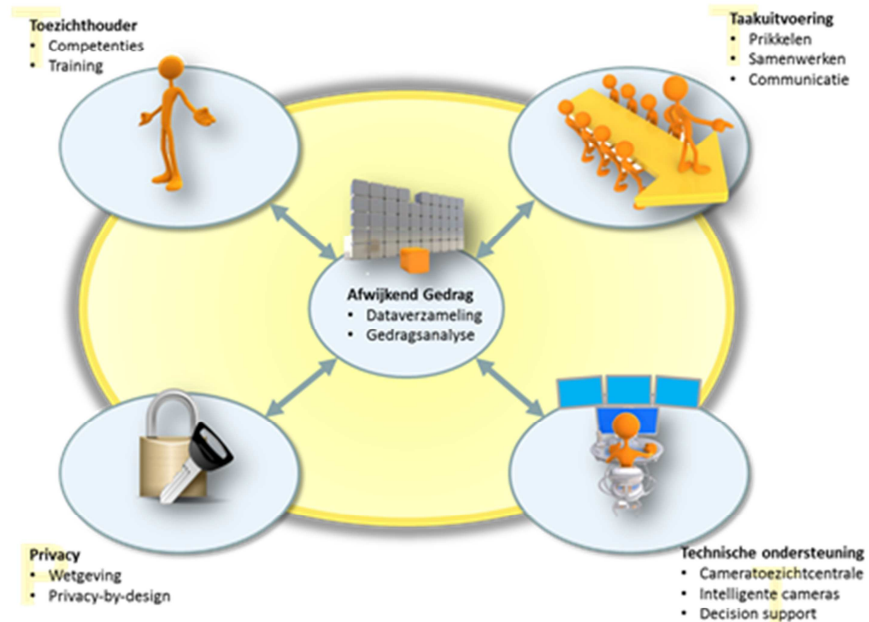 Toezichthouder
• Competenties
• Training
Taakuitvoering
• Prikkelen
• Samenwerken
• Communicatie
Afwijkend Gedrag
• Dataverzameling
• Gedragsanalyse
Privacy
• Wetgeving
• Privacy-by-design
Technische ondersteuning
• Cameratoezichtcentrale
• Intelligente cameras
• Decision support